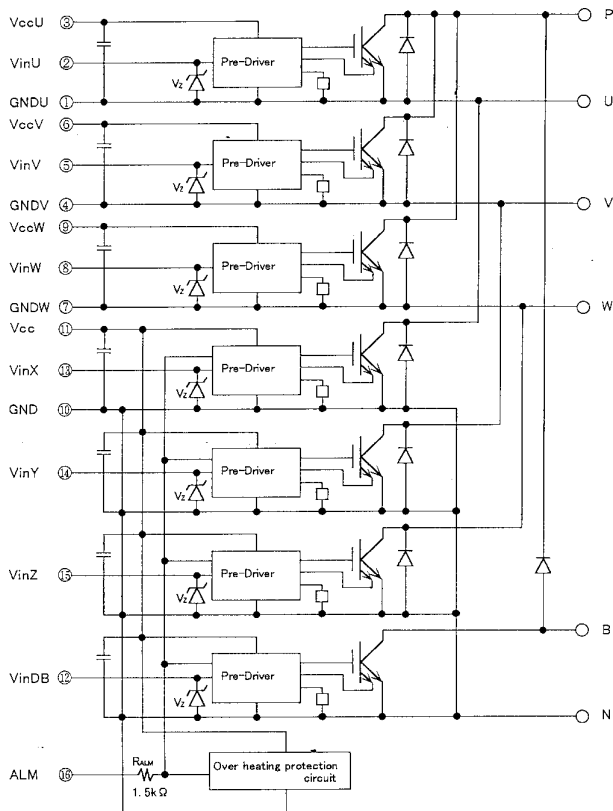 VccU ③ P
VinU ② Vz Pre-Driver
GNDU ① U
VccV ⑥
VinV ⑤ Vz Pre-Driver
GNDV ④ V
VccW ⑨
VinW ⑧ Vz Pre-Driver
GNDW ⑦ W
Vcc ⑪
VinX ⑬ Vz Pre-Driver
GND ⑩
VinY ⑭ Vz Pre-Driver
VinZ ⑮ Vz Pre-Driver
B
VinDB ⑫ Vz Pre-Driver
N
ALM ⑯ RALM 1.5kΩ
Over heating protection
circuit